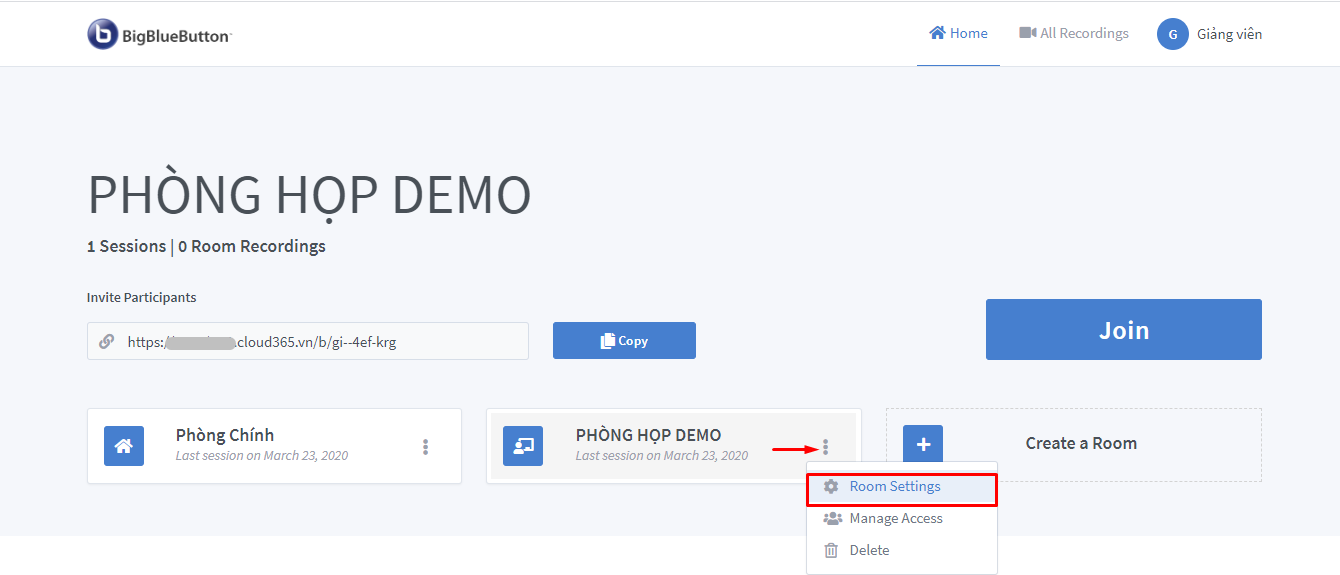 BigBlueButton
Home
All Recordings
G
Giảng viên
PHÒNG HỌP DEMO
1 Sessions | 0 Room Recordings
Invite Participants
https:/ .cloud365.vn/b/gi--4ef-krg
Copy
Join
Phòng Chính
Last session on March 23, 2020
PHÒNG HỌP DEMO
Last session on March 23, 2020
Create a Room
Room Settings
Manage Access
Delete